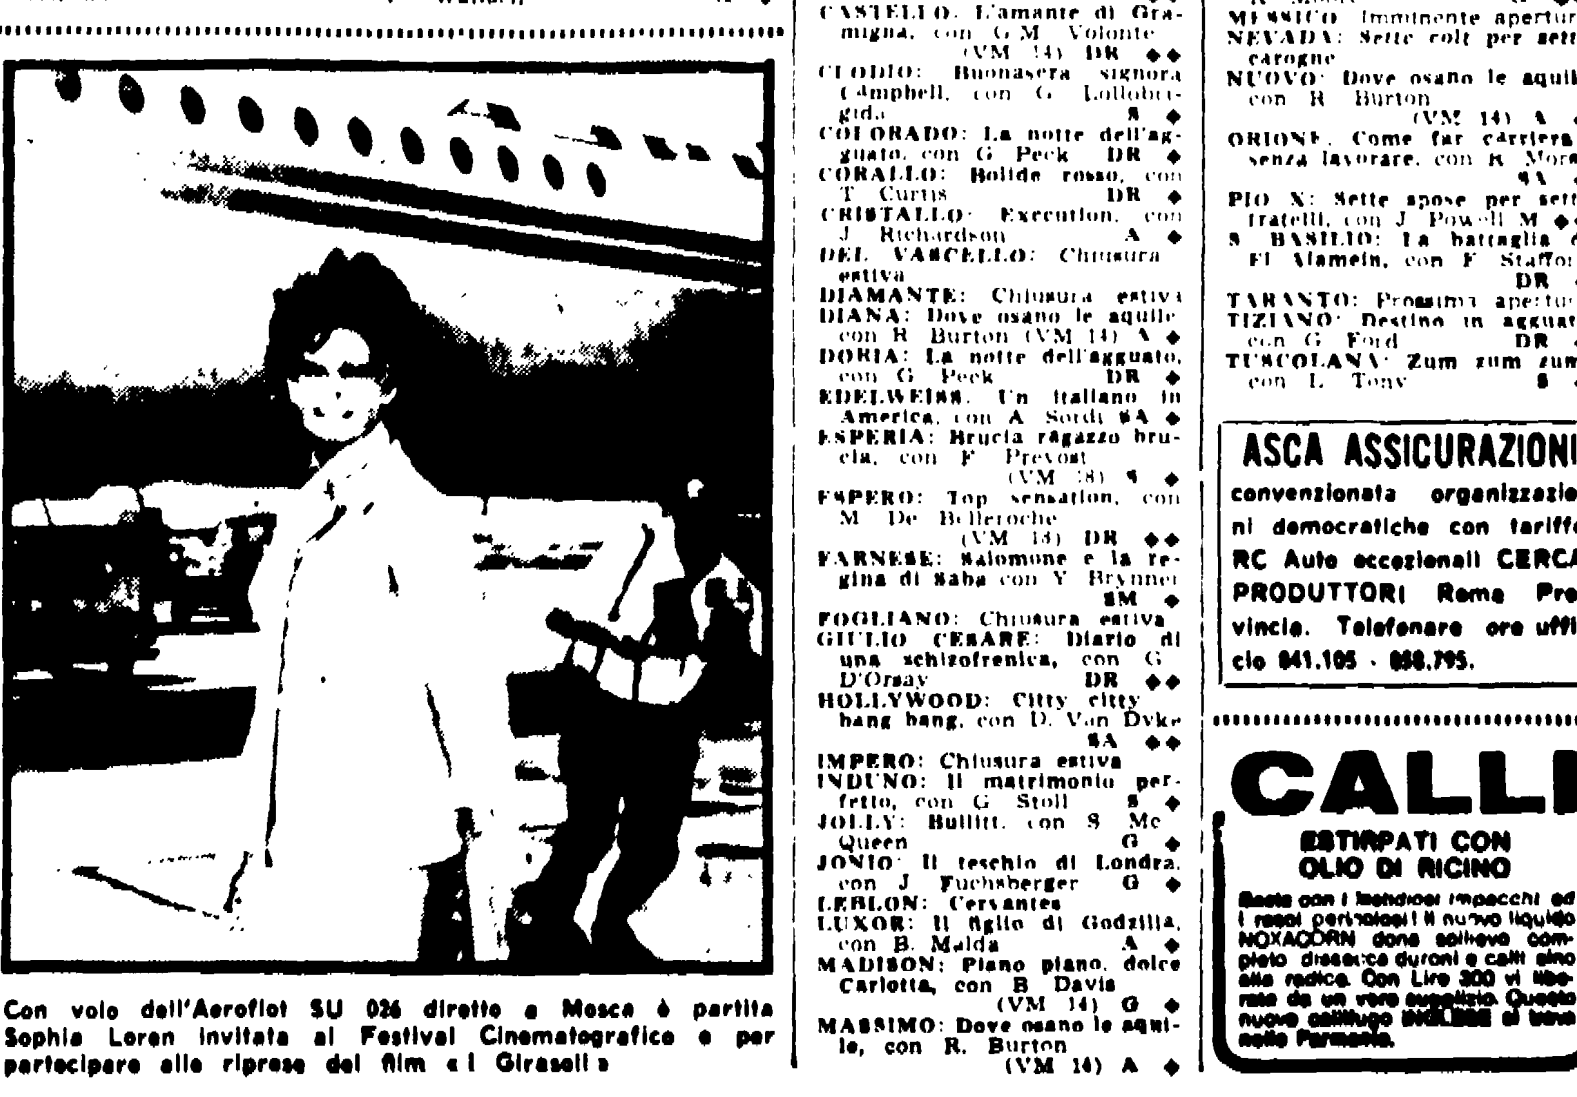 Con volo dell'Aeroflot SU 026 diretto a Mosca è partita
Sophia Loren invitata al Festival Cinematografico e per
partecipare alle riprese del film « I Girasoli »
CASTELLO. L'amante di Gra-
migna, con G M Volonte
(VM 14) DR ◆◆
CLODIO: Buonasera signora
Campbell, con G Lollobri-
gida S ◆
COLORADO: La notte dell'ag-
guato, con G Peck DR ◆
CORALLO: Bolide rosso, con
T Curtis DR ◆
CRISTALLO: Execution, con
J Richardson A ◆
DEL VASCELLO: Chiusura
estiva
DIAMANTE: Chiusura estiva
DIANA: Dove osano le aquile
con R Burton (VM 14) A ◆
DORIA: La notte dell'agguato,
con G Peck DR ◆
EDELWEISS. Un italiano in
America, con A Sordi SA ◆
ESPERIA: Brucia ragazzo bru-
cia, con F Prevost
(VM 18) S ◆
ESPERO: Top sensation, con
M De Belleroche
(VM 18) DR ◆◆
FARNESE: Salomone e la re-
gina di Saba con Y Brynner
SM ◆
FOGLIANO: Chiusura estiva
GIULIO CESARE: Diario di
una schizofrenica, con G
D'Orsay DR ◆◆
HOLLYWOOD: Citty citty
bang bang, con D. Van Dyke
SA ◆◆
IMPERO: Chiusura estiva
INDUNO: Il matrimonio per-
fetto, con G Stoll S ◆
JOLLY: Bullitt, con S Mc
Queen G ◆
JONIO: Il teschio di Londra,
con J Fuchsberger G ◆
LEBLON: Cervantes
LUXOR: Il figlio di Godzilla,
con B. Maida A ◆
MADISON: Piano piano, dolce
Carlotta, con B Davis
(VM 14) G ◆
MASSIMO: Dove osano le aqui-
le, con R. Burton
(VM 14) A ◆
MESSICO Imminente apertur
NEVADA: Sette colt per sett
carogne
NUOVO: Dove osano le aquil
con R Burton
(VM 14) A
ORIONE. Come far carriera
senza lavorare, con R Mor
SA
PIO X: Sette spose per sett
fratelli, con J Powell M ◆
S BASILIO: La battaglia d
El Alamein, con F Staffor
DR
TARANTO: Prossima apertur
TIZIANO: Destino in agguat
con G Ford DR
TUSCOLANA: Zum zum zum
con L Tony S
ASCA ASSICURAZIONI
convenzionata organizzazio
ni democratiche con tariffe
RC Auto eccezionali CERCA
PRODUTTORI Roma Pro
vincia. Telefonare ore uffi
cio 841.105 - 858.795.
CALLI
ESTIRPATI CON
OLIO DI RICINO
Basta con i fastidiosi impacchi ed
i rasoi pericolosi! Il nuovo liquido
NOXACORN dona sollievo com-
pleto dissecca duroni e calli sino
alla radice. Con Lire 300 vi libe-
rate da un vero supplizio. Questo
nuovo callifugo INGLESE si trova
nelle Farmacie.